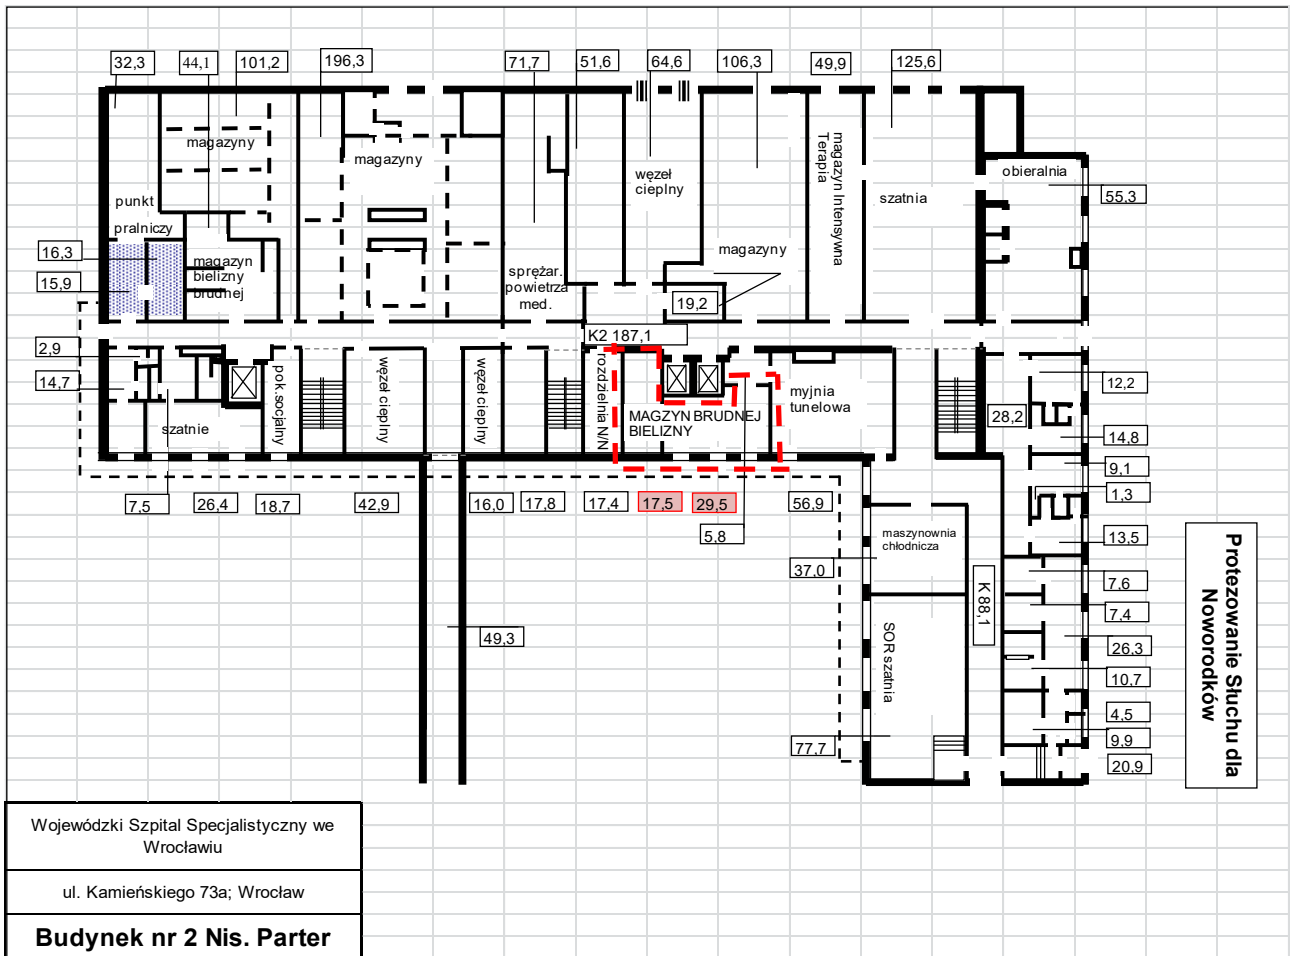 32,3
44,1
101,2
196,3
71,7
51,6
64,6
106,3
49,9
125,6
magazyny
magazyny
węzeł
cieplny
magazyn Intensywna
Terapia
szatnia
obieralnia
55,3
punkt
pralniczy
16,3
15,9
magazyn
bielizny
brudnej
sprężar.
powietrza
med.
magazyny
19,2
K2 187,1
2,9
14,7
szatnie
pok.socjalny
węzeł cieplny
węzeł cieplny
rozdzielnia N/N
MAGZYN BRUDNEJ
BIELIZNY
myjnia
tunelowa
28,2
12,2
14,8
9,1
1,3
13,5
7,6
7,4
26,3
10,7
4,5
9,9
20,9
7,5
26,4
18,7
42,9
16,0
17,8
17,4
17,5
29,5
5,8
56,9
maszynownia
chłodnicza
37,0
K 88,1
49,3
SOR szatnia
77,7
Protezowanie Słuchu dla
Noworodków
Wojewódzki Szpital Specjalistyczny we
Wrocławiu
ul. Kamieńskiego 73a; Wrocław
Budynek nr 2 Nis. Parter